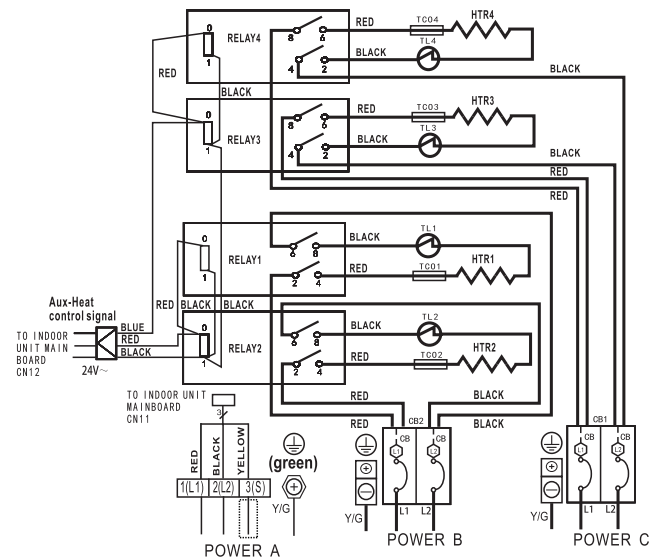 0 RELAY4 8 6 RED TCO4 HTR4
1 4 2 BLACK TL4
RED BLACK BLACK
0 RELAY3 8 6 RED TCO3 HTR3
1 4 2 BLACK TL3
BLACK
RED
RED
0 RELAY1 6 8 BLACK TL1
1 2 4 RED TCO1 HTR1
RED BLACK BLACK
0 RELAY2 6 8 BLACK TL2
1 2 4 RED TCO2 HTR2
Aux-Heat
control signal
TO INDOOR
UNIT MAIN
BOARD
CN12
BLUE
RED
BLACK
24V~
RED BLACK
RED BLACK
TO INDOOR UNIT
MAINBOARD
CN11
3
RED
BLACK
YELLOW
1(L1) 2(L2) 3(S)
POWER A
(green)
Y/G
CB2
CB CB
L1 L2
Y/G L1 L2
POWER B
CB1
CB CB
L1 L2
Y/G L1 L2
POWER C